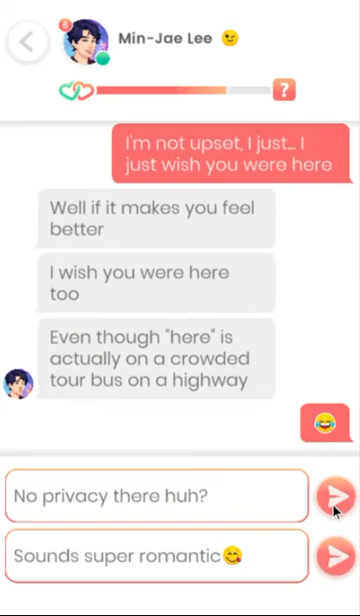 6
Min-Jae Lee 😉
?
I'm not upset, I just... I
just wish you were here
Well if it makes you feel
better
I wish you were here
too
Even though "here" is
actually on a crowded
tour bus on a highway
😂
No privacy there huh?
Sounds super romantic😋